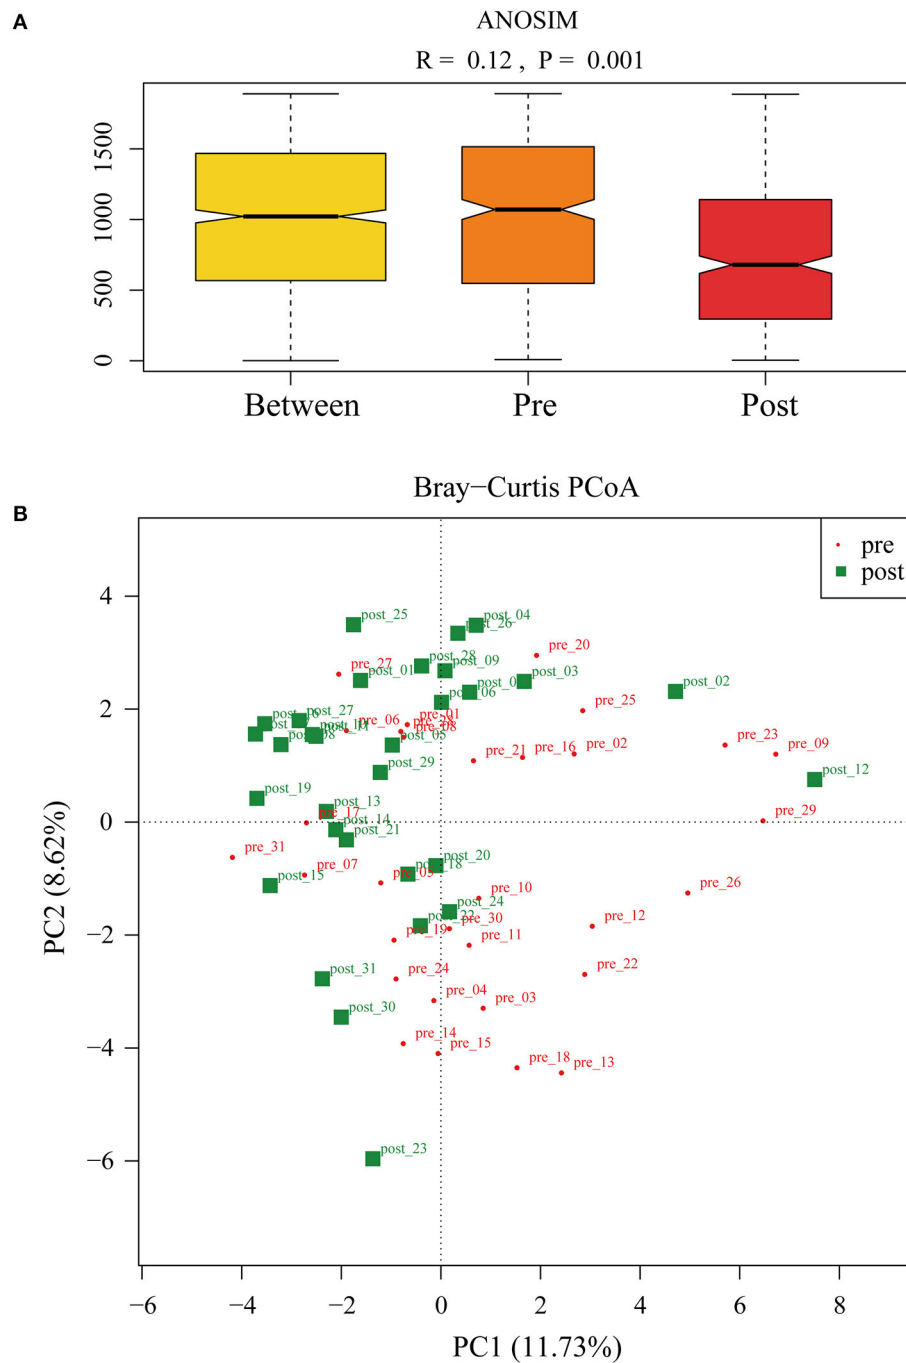 A
ANOSIM
R = 0.12 , P = 0.001
1500
1000
500
0
Between Pre Post
B
Bray−Curtis PCoA
pre
post
post_25
post_04
post_26
pre_20
post_28
post_09
pre_27
post_01
post_03
post_02
post_06
pre_25
post_27
pre_01
pre_06
pre_08
post_05
pre_23
pre_09
pre_21
pre_16
pre_02
post_29
post_12
post_19
post_13
pre_17
post_14
post_21
pre_29
pre_31
pre_07
post_15
post_20
post_18
pre_05
pre_10
pre_26
post_24
post_22
pre_30
pre_19
pre_11
pre_12
post_31
pre_24
pre_22
pre_04
pre_03
post_30
pre_14
pre_15
pre_18
pre_13
post_23
4
2
0
−2
−4
−6
PC2 (8.62%)
−6 −4 −2 0 2 4 6 8
PC1 (11.73%)